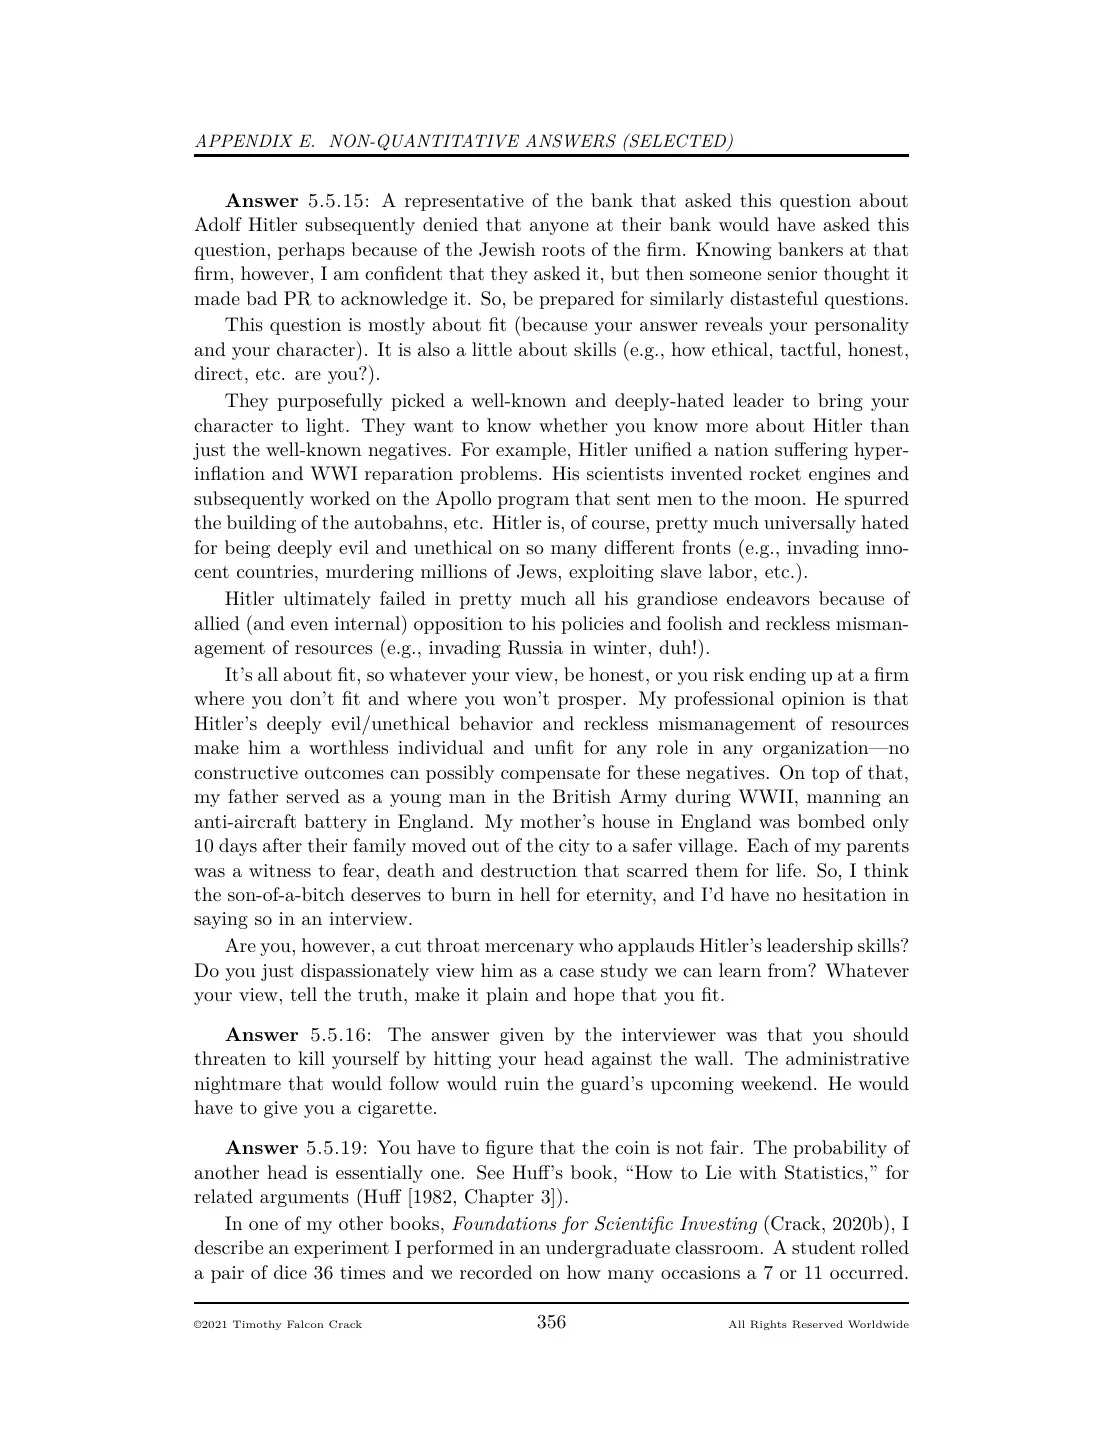 APPENDIX E. NON-QUANTITATIVE ANSWERS (SELECTED)
Answer 5.5.15: A representative of the bank that asked this question about
Adolf Hitler subsequently denied that anyone at their bank would have asked this
question, perhaps because of the Jewish roots of the firm. Knowing bankers at that
firm, however, I am confident that they asked it, but then someone senior thought it
made bad PR to acknowledge it. So, be prepared for similarly distasteful questions.
This question is mostly about fit (because your answer reveals your personality
and your character). It is also a little about skills (e.g., how ethical, tactful, honest,
direct, etc. are you?).
They purposefully picked a well-known and deeply-hated leader to bring your
character to light. They want to know whether you know more about Hitler than
just the well-known negatives. For example, Hitler unified a nation suffering hyper-
inflation and WWI reparation problems. His scientists invented rocket engines and
subsequently worked on the Apollo program that sent men to the moon. He spurred
the building of the autobahns, etc. Hitler is, of course, pretty much universally hated
for being deeply evil and unethical on so many different fronts (e.g., invading inno-
cent countries, murdering millions of Jews, exploiting slave labor, etc.).
Hitler ultimately failed in pretty much all his grandiose endeavors because of
allied (and even internal) opposition to his policies and foolish and reckless misman-
agement of resources (e.g., invading Russia in winter, duh!).
It's all about fit, so whatever your view, be honest, or you risk ending up at a firm
where you don't fit and where you won't prosper. My professional opinion is that
Hitler's deeply evil/unethical behavior and reckless mismanagement of resources
make him a worthless individual and unfit for any role in any organization—no
constructive outcomes can possibly compensate for these negatives. On top of that,
my father served as a young man in the British Army during WWII, manning an
anti-aircraft battery in England. My mother's house in England was bombed only
10 days after their family moved out of the city to a safer village. Each of my parents
was a witness to fear, death and destruction that scarred them for life. So, I think
the son-of-a-bitch deserves to burn in hell for eternity, and I'd have no hesitation in
saying so in an interview.
Are you, however, a cut throat mercenary who applauds Hitler's leadership skills?
Do you just dispassionately view him as a case study we can learn from? Whatever
your view, tell the truth, make it plain and hope that you fit.
Answer 5.5.16: The answer given by the interviewer was that you should
threaten to kill yourself by hitting your head against the wall. The administrative
nightmare that would follow would ruin the guard's upcoming weekend. He would
have to give you a cigarette.
Answer 5.5.19: You have to figure that the coin is not fair. The probability of
another head is essentially one. See Huff's book, “How to Lie with Statistics,” for
related arguments (Huff [1982, Chapter 3]).
In one of my other books, Foundations for Scientific Investing (Crack, 2020b), I
describe an experiment I performed in an undergraduate classroom. A student rolled
a pair of dice 36 times and we recorded on how many occasions a 7 or 11 occurred.
©2021 Timothy Falcon Crack 356 All Rights Reserved Worldwide